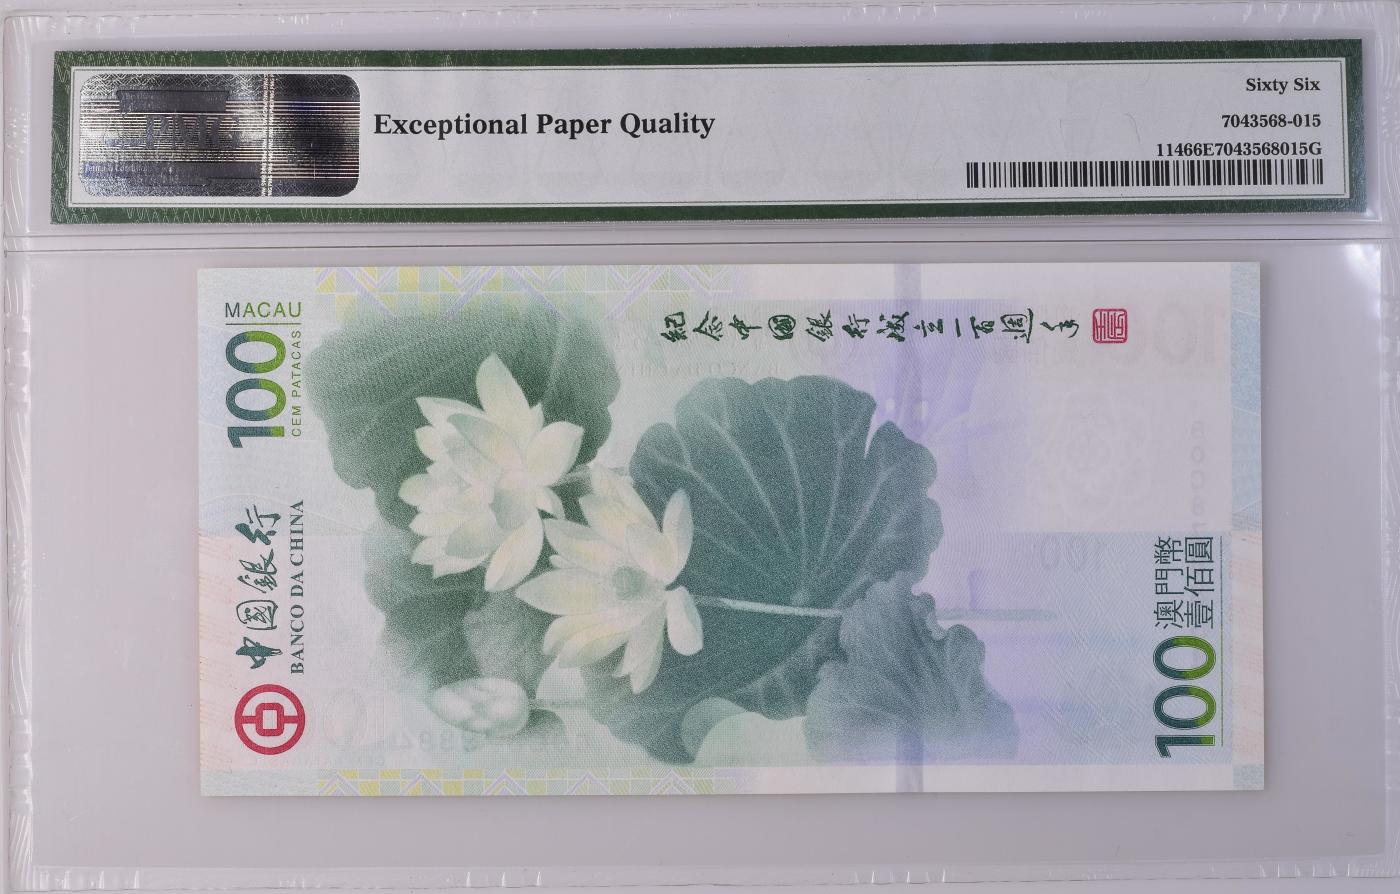 Exceptional Paper Quality
Sixty Six
7043568-015
11466E7043568015G
MACAU
100
CEM PATACAS
中國銀行
BANCO DA CHINA
紀念中國銀行成立一百週年
澳門幣
壹佰圓
100